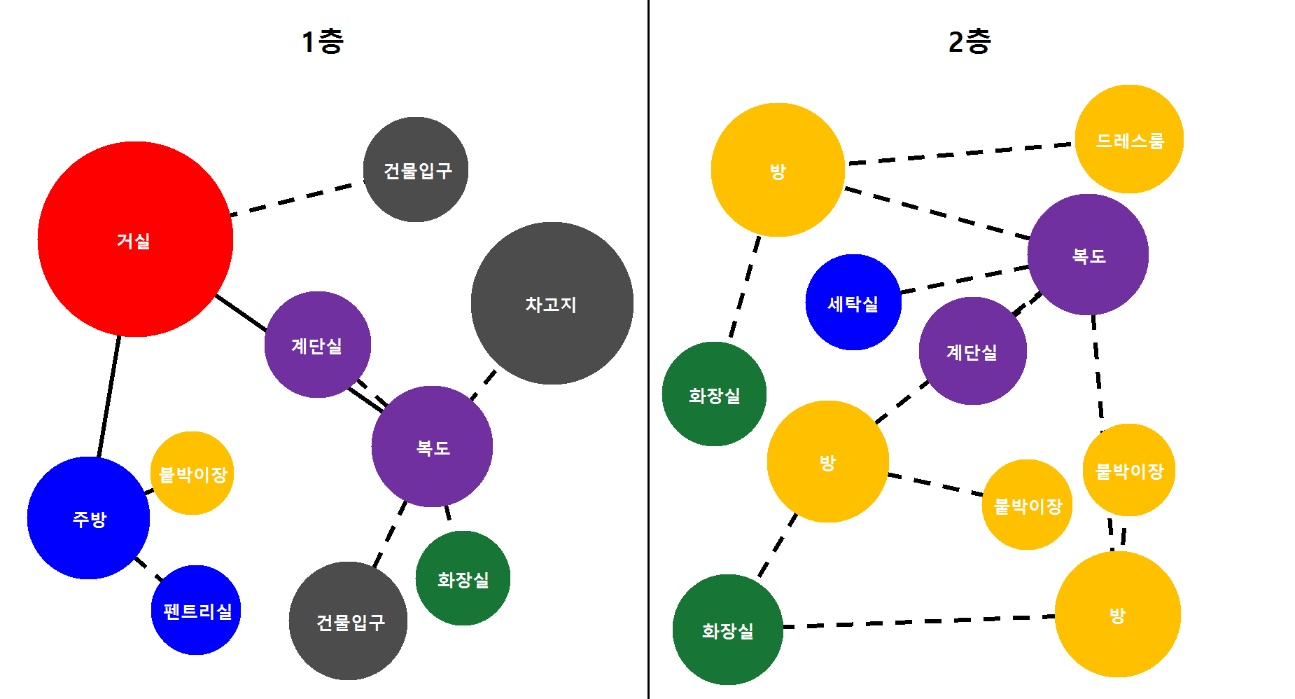 1층
건물입구
거실
차고지
계단실
복도
붙박이장
주방
화장실
펜트리실
건물입구
2층
드레스룸
방
복도
세탁실
계단실
화장실
방
붙박이장
붙박이장
방
화장실